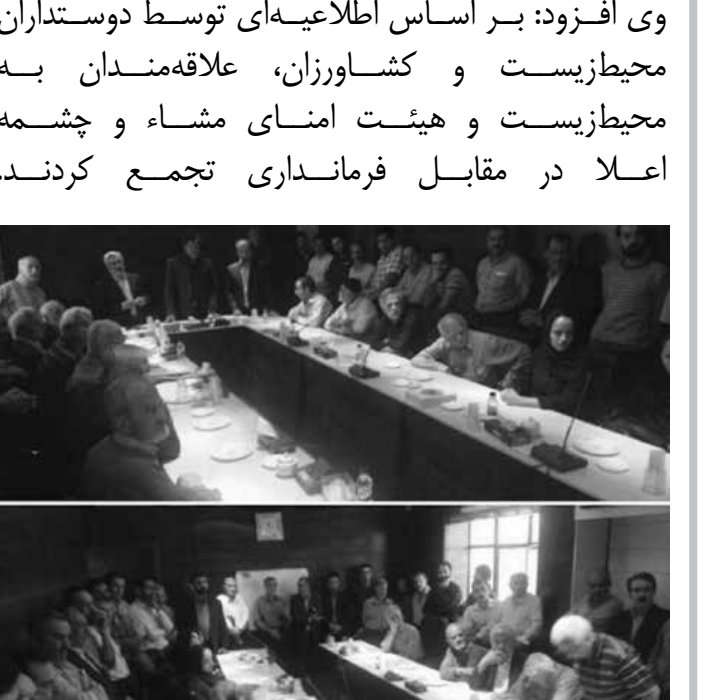 وی افزود: بر اساس اطلاعیه‌ای توسط دوستداران
محیط‌زیست و کشاورزان، علاقه‌مندان به
محیط‌زیست و هیئت امنای مشاء و چشمه
اعلا در مقابل فرمانداری تجمع کردند.